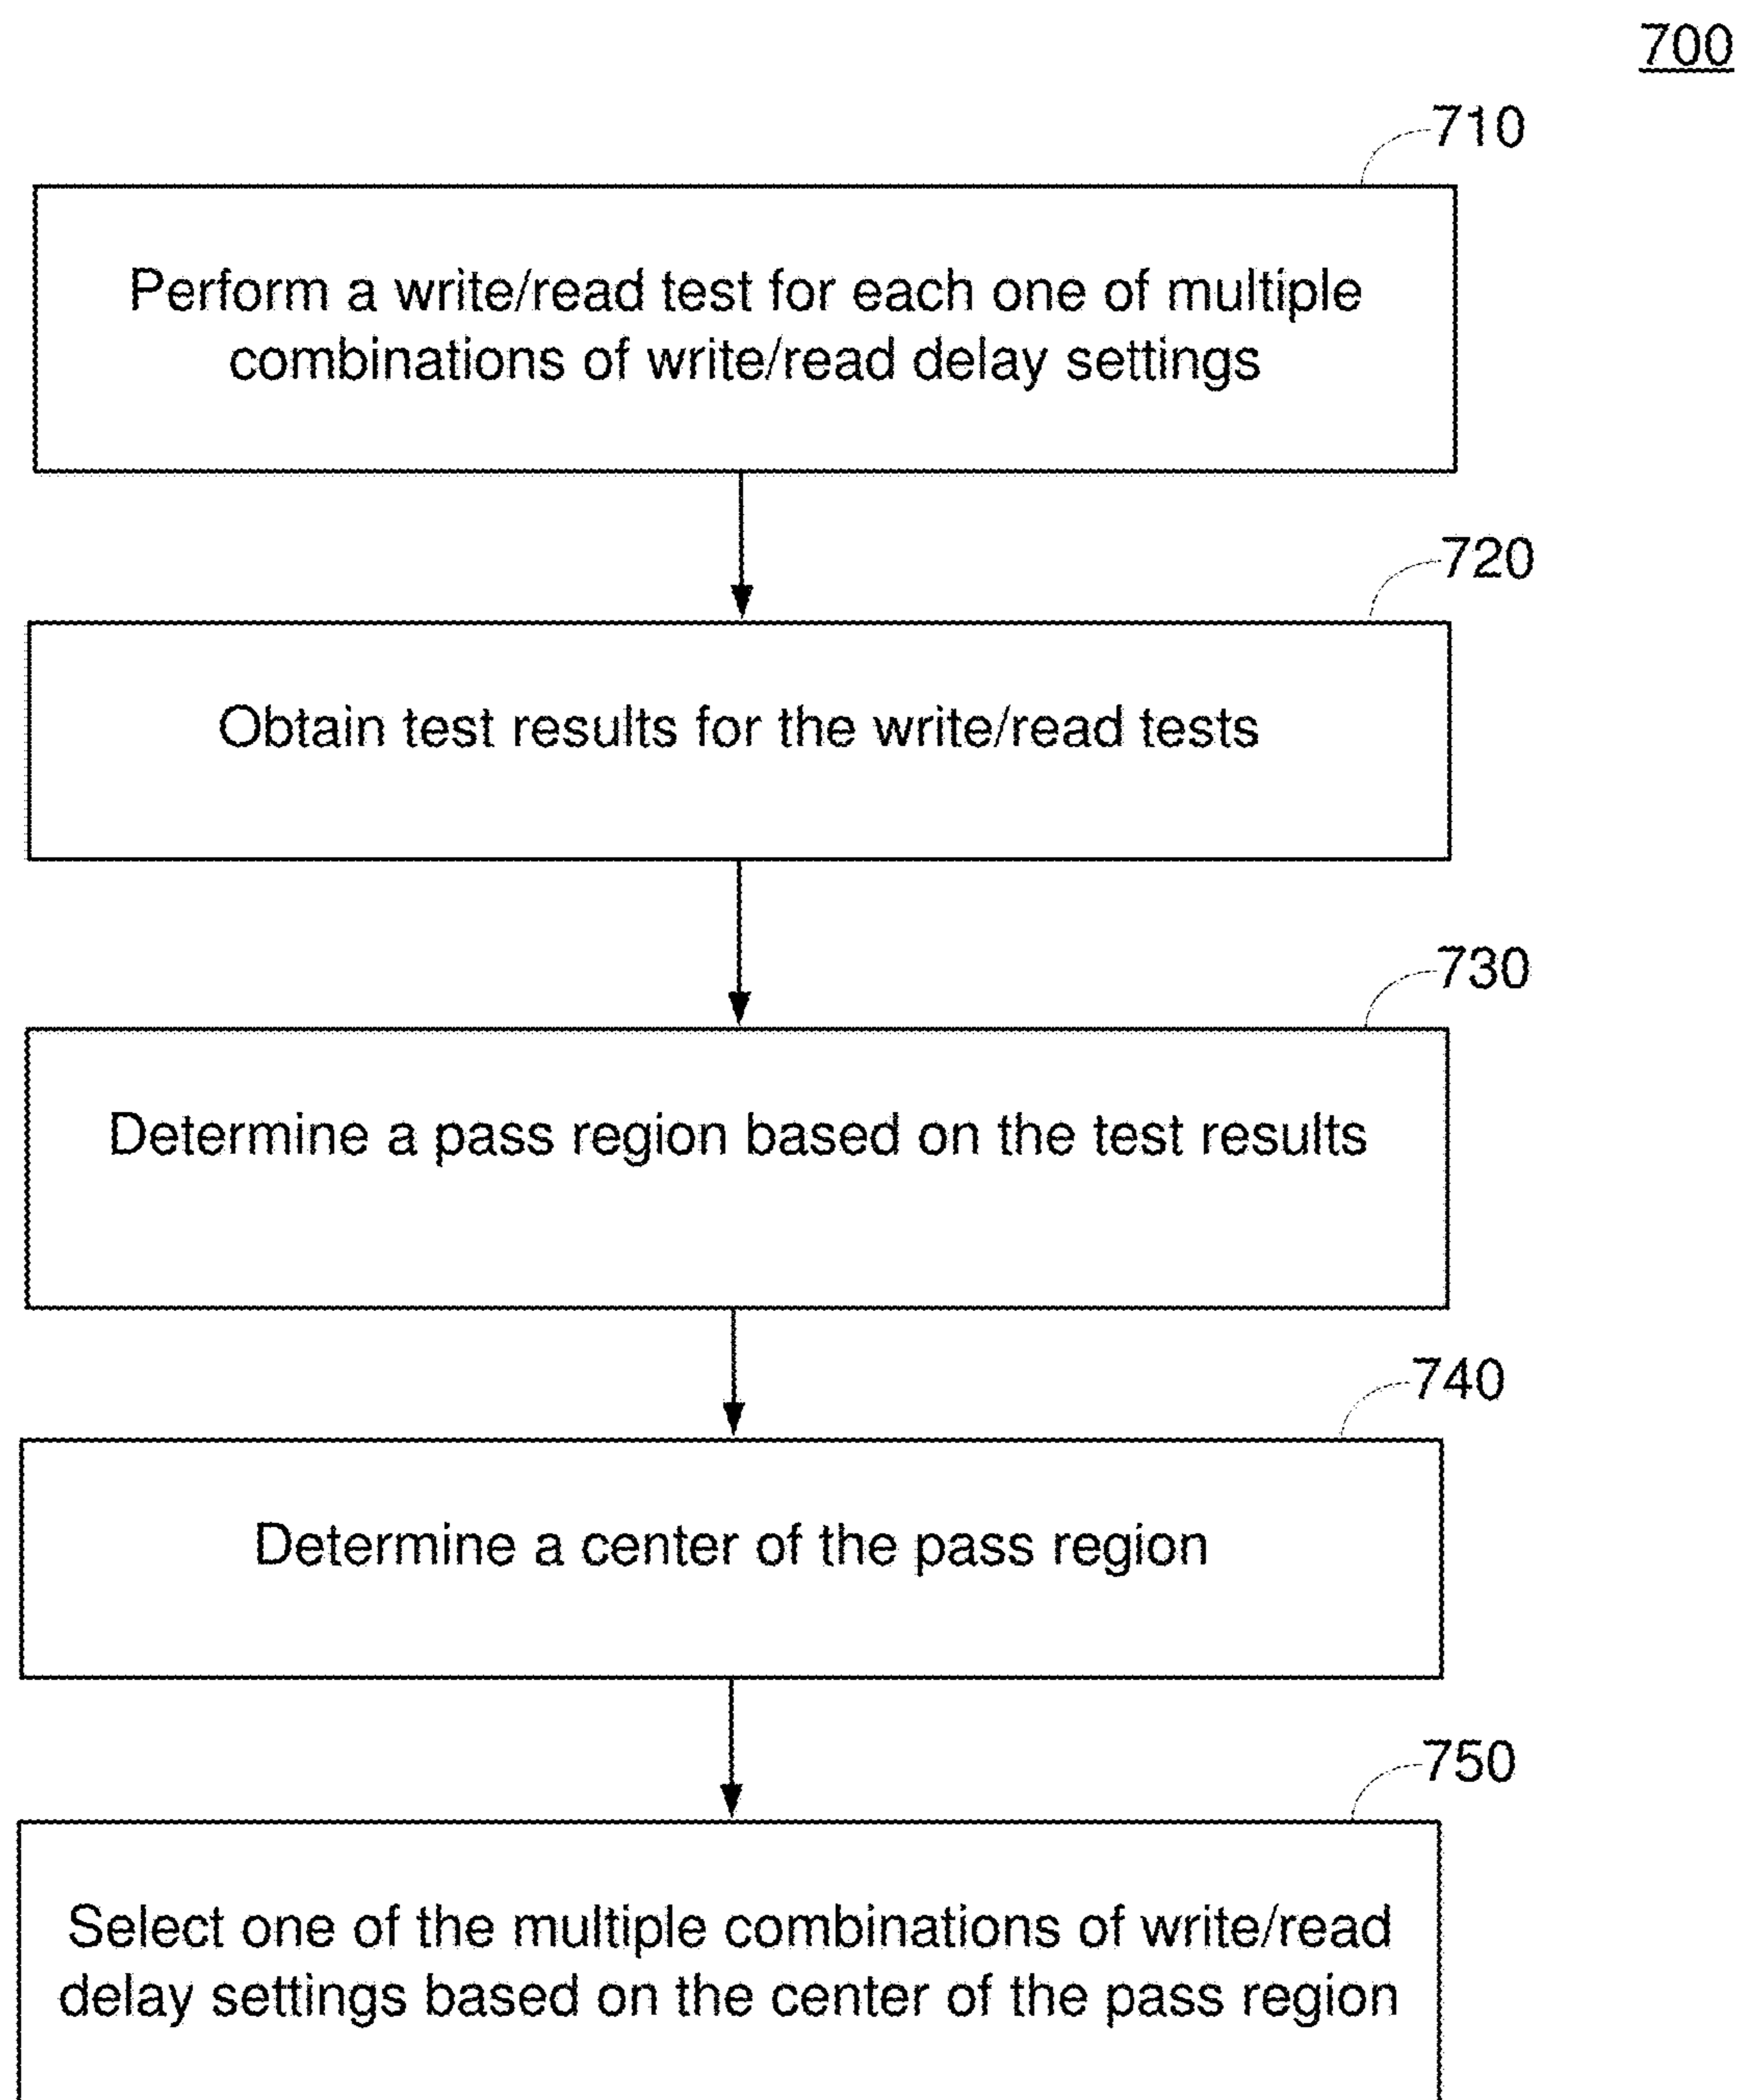 700
710
Perform a write/read test for each one of multiple
combinations of write/read delay settings
720
Obtain test results for the write/read tests
730
Determine a pass region based on the test results
740
Determine a center of the pass region
750
Select one of the multiple combinations of write/read
delay settings based on the center of the pass region